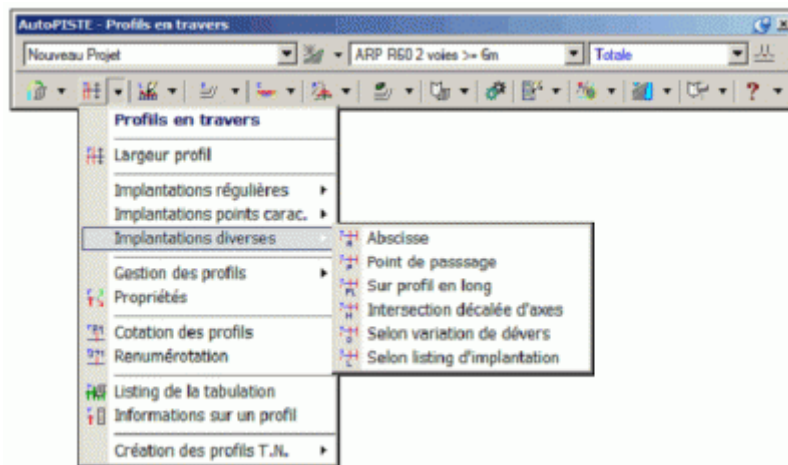 AutoPISTE - Profils en travers
Nouveau Projet
ARP R60 2 voies >= 6m
Totale
Profils en travers
Largeur profil
Implantations régulières
Implantations points carac.
Implantations diverses
Abscisse
Point de passsage
Sur profil en long
Intersection décalée d'axes
Selon variation de dévers
Selon listing d'implantation
Gestion des profils
Propriétés
Cotation des profils
Renumérotation
Listing de la tabulation
Informations sur un profil
Création des profils T.N.